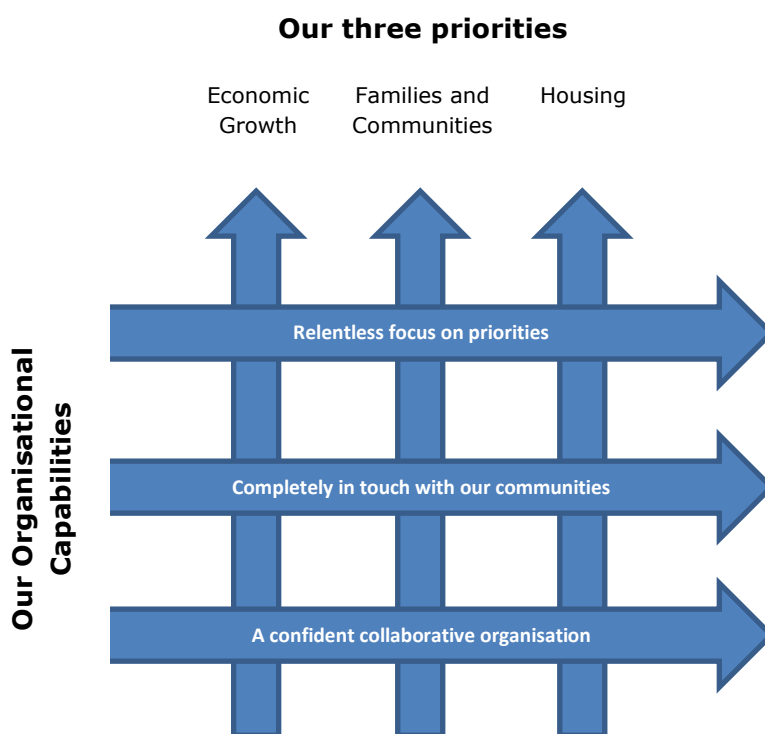 Our three priorities
Economic
Growth
Families and
Communities
Housing
Relentless focus on priorities
Our Organisational
Capabilities
Completely in touch with our communities
A confident collaborative organisation